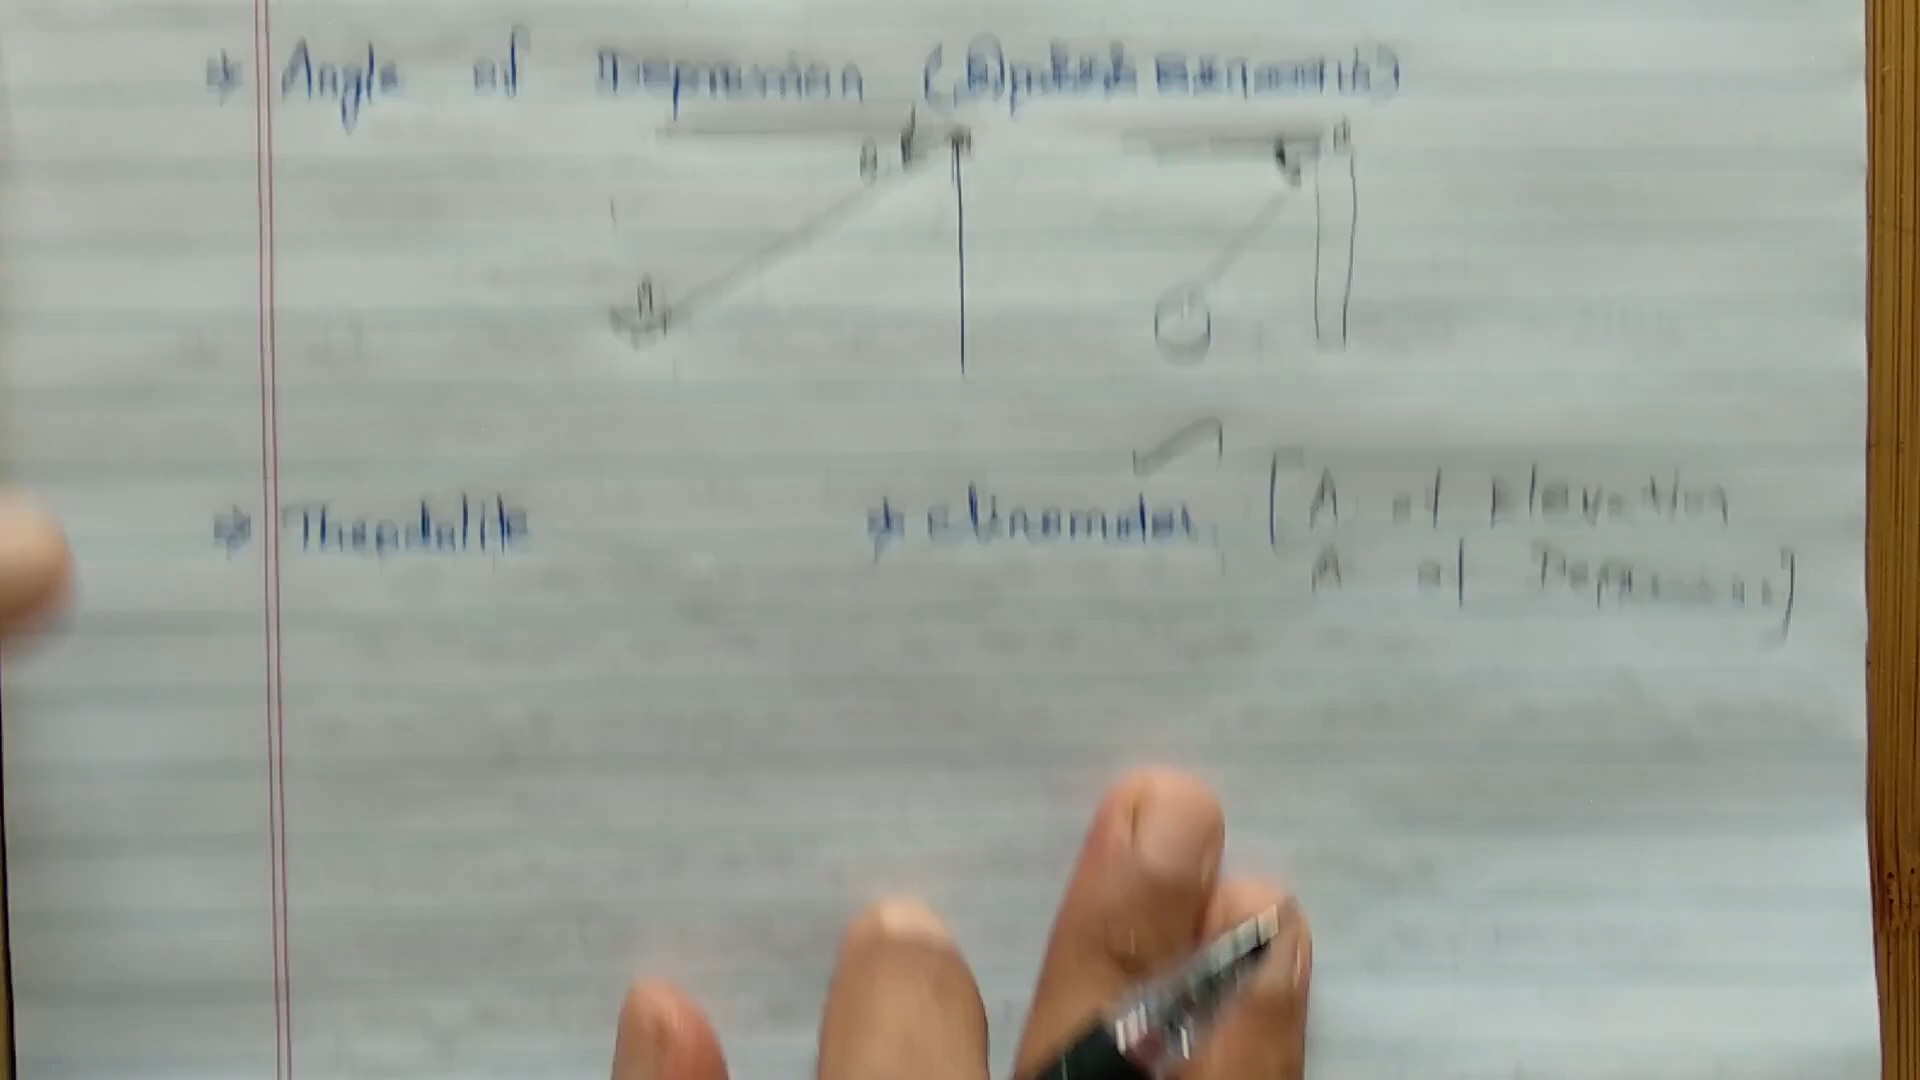 Angle of Depression
θ
Theodolite
clinometer [A of Elevation
A of Depression]